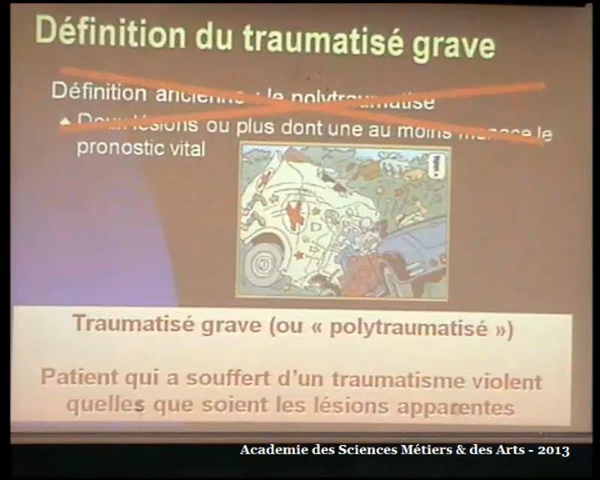 Définition du traumatisé grave
Définition ancienne : le polytraumatisé
Deux lésions ou plus dont une au moins menace le
pronostic vital
Traumatisé grave (ou « polytraumatisé »)
Patient qui a souffert d'un traumatisme violent
quelles que soient les lésions apparentes
Academie des Sciences Métiers & des Arts - 2013